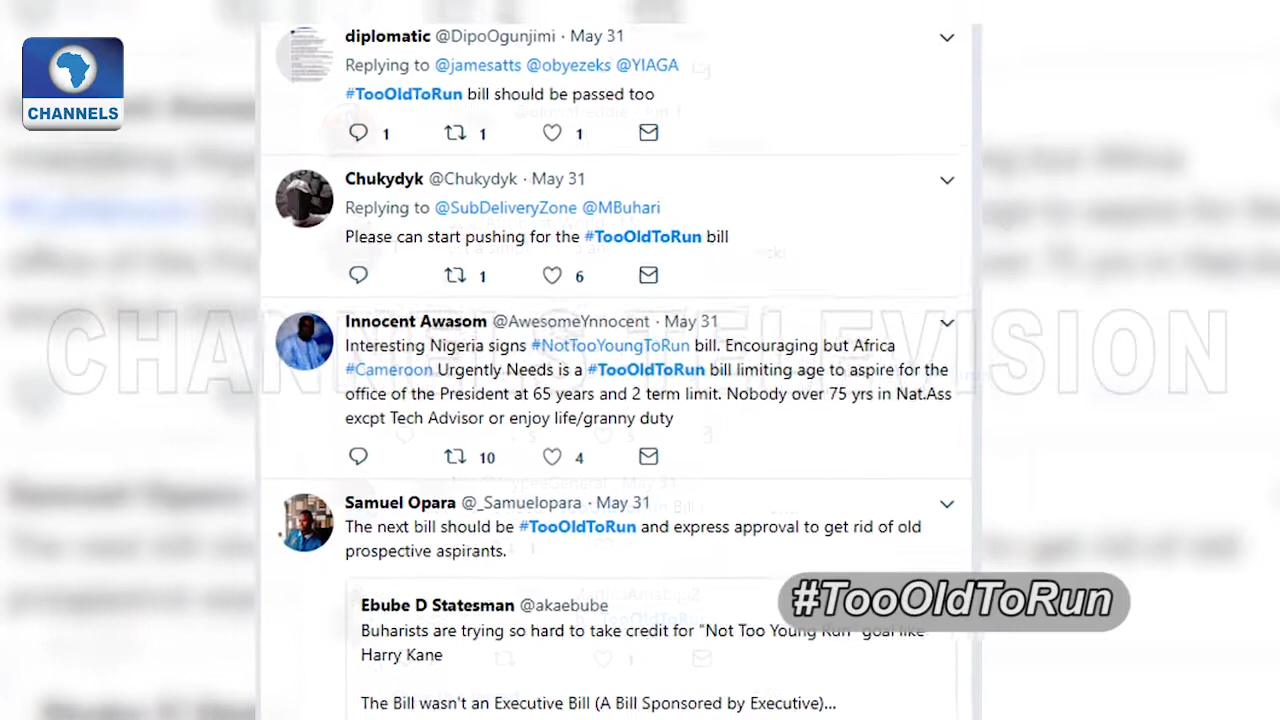 CHANNELS
diplomatic @DipoOgunjimi · May 31
Replying to @jamesatts @obyezeks @YIAGA
#TooOldToRun bill should be passed too
1 1 1
Chukydyk @Chukydyk · May 31
Replying to @SubDeliveryZone @MBuhari
Please can start pushing for the #TooOldToRun bill
1 6
CHANNELS TELEVISION
Innocent Awasom @AwesomeYnnocent · May 31
Interesting Nigeria signs #NotTooYoungToRun bill. Encouraging but Africa
#Cameroon Urgently Needs is a #TooOldToRun bill limiting age to aspire for the
office of the President at 65 years and 2 term limit. Nobody over 75 yrs in Nat.Ass
excpt Tech Advisor or enjoy life/granny duty
10 4
Samuel Opara @_Samuelopara · May 31
The next bill should be #TooOldToRun and express approval to get rid of old
prospective aspirants.
#TooOldToRun
Ebube D Statesman @akaebube
Buharists are trying so hard to take credit for "Not Too Young Run" goal like
Harry Kane
The Bill wasn't an Executive Bill (A Bill Sponsored by Executive)...